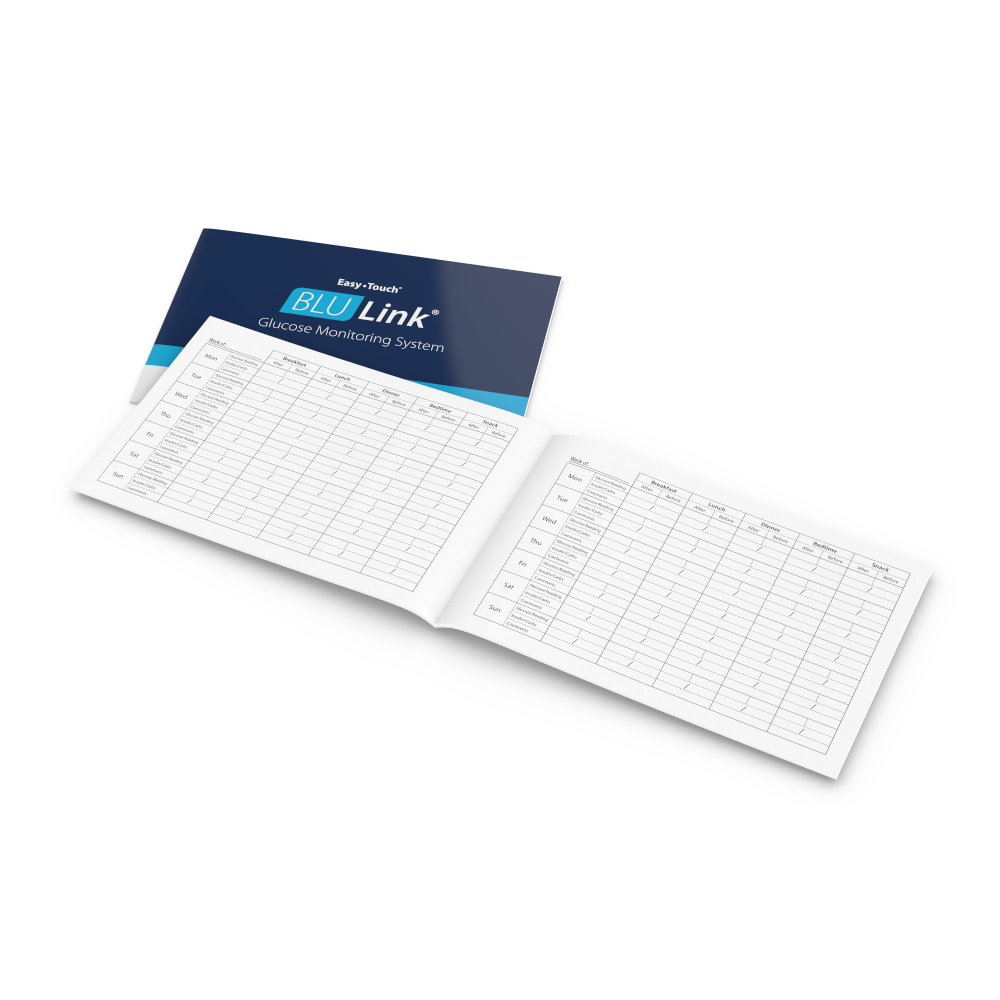 Easy•Touch™
BLU Link®
Glucose Monitoring System
Week of:
Breakfast Lunch Dinner Bedtime Snack
After Before After Before After Before After Before After Before
Mon Glucose Reading
Insulin/Carbs
Comments
Tue Glucose Reading
Insulin/Carbs
Comments
Wed Glucose Reading
Insulin/Carbs
Comments
Thu Glucose Reading
Insulin/Carbs
Comments
Fri Glucose Reading
Insulin/Carbs
Comments
Sat Glucose Reading
Insulin/Carbs
Comments
Sun Glucose Reading
Insulin/Carbs
Comments
Week of:
Breakfast Lunch Dinner Bedtime Snack
After Before After Before After Before After Before After Before
Mon Glucose Reading
Insulin/Carbs
Comments
Tue Glucose Reading
Insulin/Carbs
Comments
Wed Glucose Reading
Insulin/Carbs
Comments
Thu Glucose Reading
Insulin/Carbs
Comments
Fri Glucose Reading
Insulin/Carbs
Comments
Sat Glucose Reading
Insulin/Carbs
Comments
Sun Glucose Reading
Insulin/Carbs
Comments